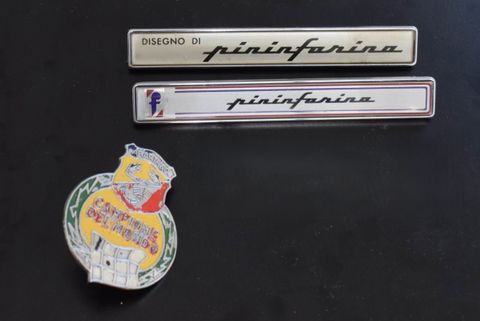 DISEGNO DI pininfarina
f pininfarina
CAMPIONE
DEL MONDO